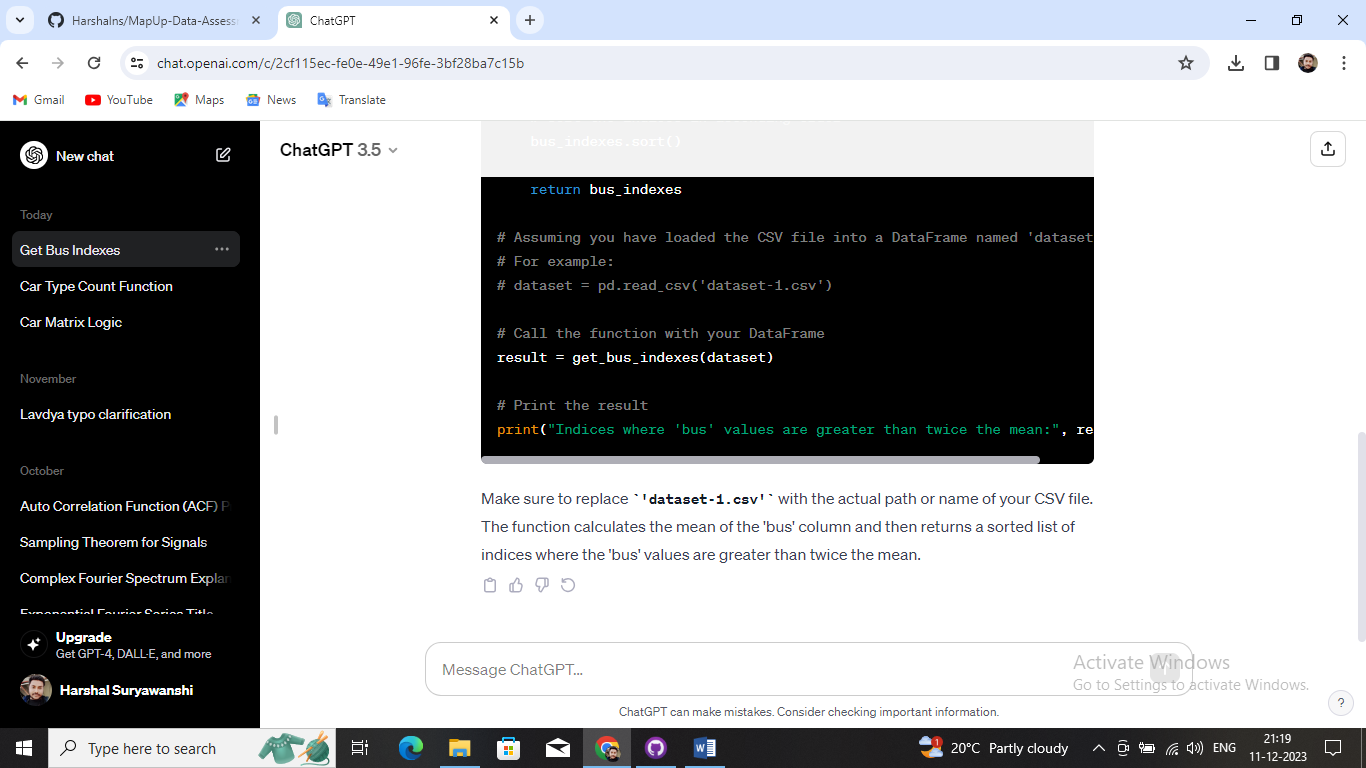 HarshaIns/MapUp-Data-Assess
ChatGPT
chat.openai.com/c/2cf115ec-fe0e-49e1-96fe-3bf28ba7c15b
Gmail
YouTube
Maps
News
Translate
New chat
Today
Get Bus Indexes
Car Type Count Function
Car Matrix Logic
November
Lavdya typo clarification
October
Auto Correlation Function (ACF) P
Sampling Theorem for Signals
Complex Fourier Spectrum Explan
Exponential Fourier Series Title
Upgrade
Get GPT-4, DALL·E, and more
Harshal Suryawanshi
ChatGPT 3.5
bus_indexes.sort()
return bus_indexes
# Assuming you have loaded the CSV file into a DataFrame named 'dataset
# For example:
# dataset = pd.read_csv('dataset-1.csv')
# Call the function with your DataFrame
result = get_bus_indexes(dataset)
# Print the result
print("Indices where 'bus' values are greater than twice the mean:", re
Make sure to replace `'dataset-1.csv'` with the actual path or name of your CSV file.
The function calculates the mean of the 'bus' column and then returns a sorted list of
indices where the 'bus' values are greater than twice the mean.
Message ChatGPT...
Activate Windows
Go to Settings to activate Windows.
ChatGPT can make mistakes. Consider checking important information.
?
Type here to search
20°C Partly cloudy
ENG
21:19
11-12-2023